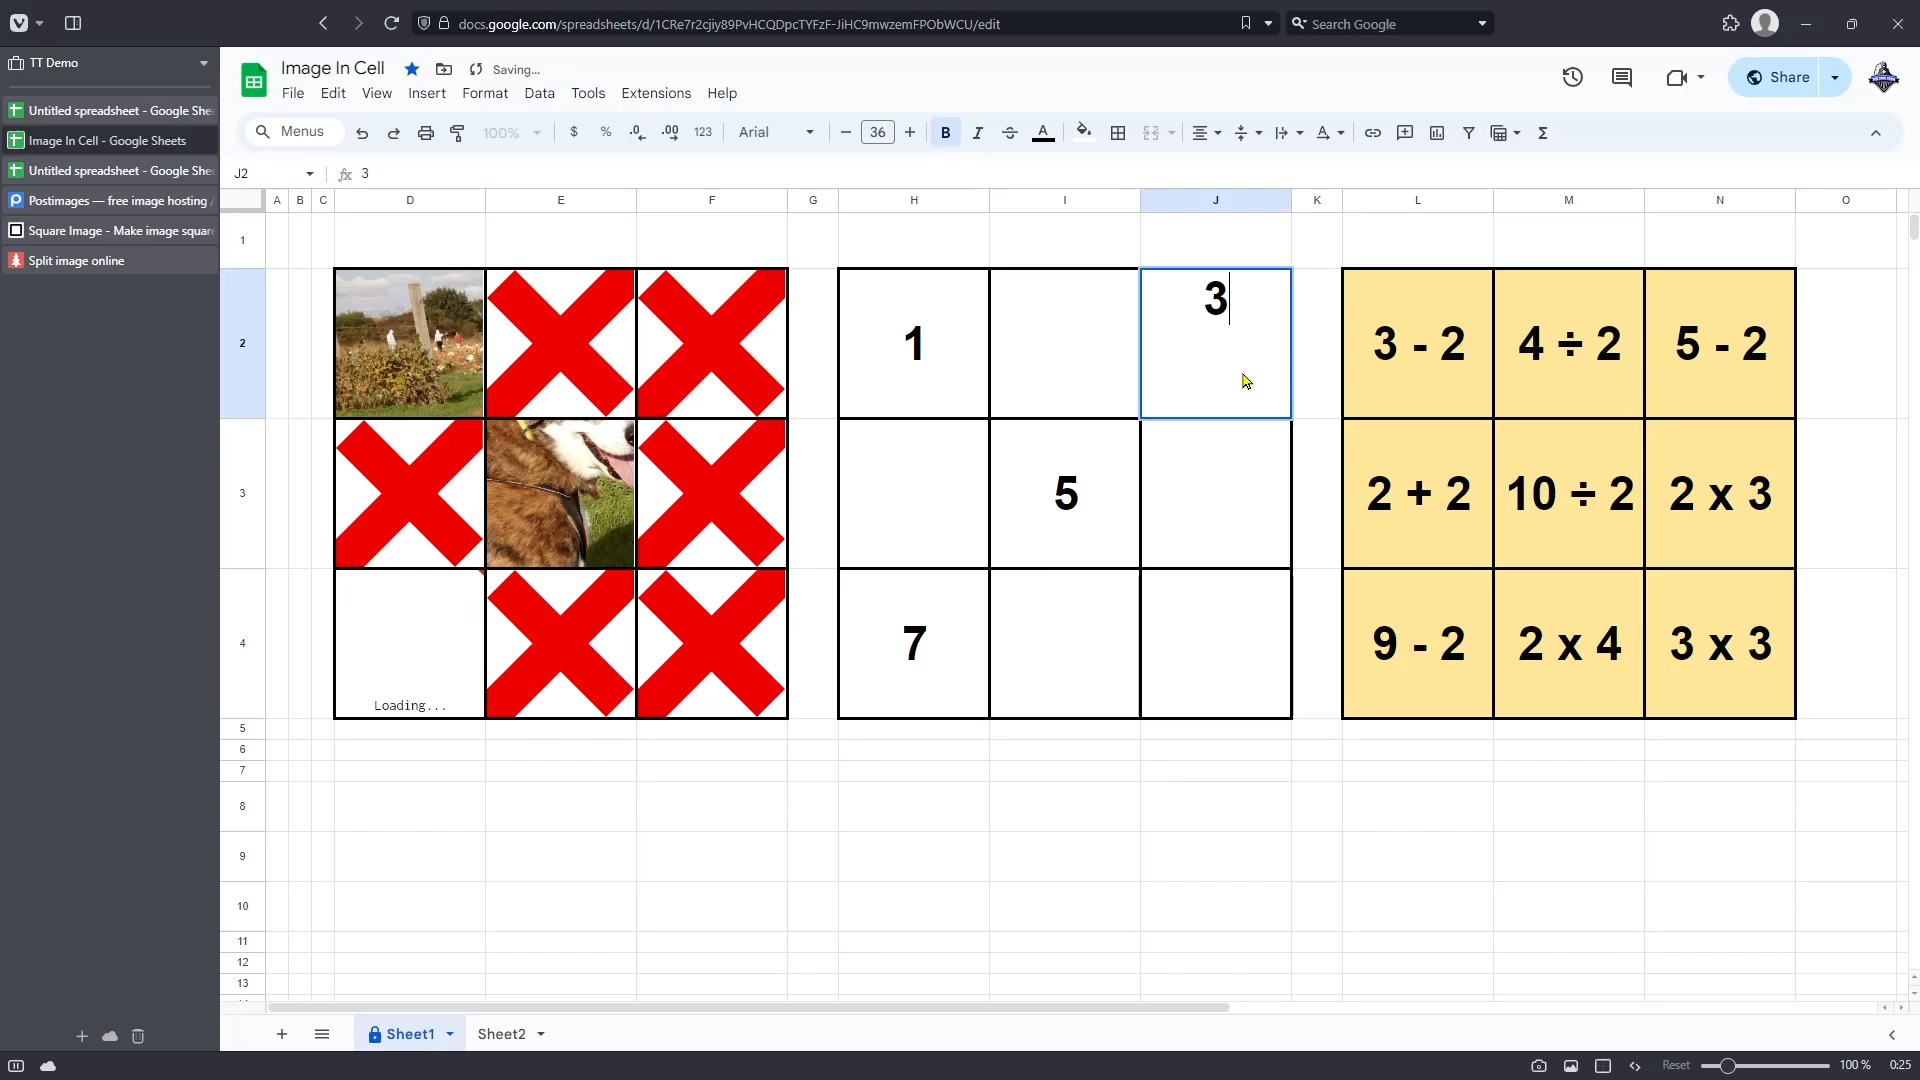 docs.google.com/spreadsheets/d/1CRe7r2cjiy89PvHCQDpcTYFzF-JiHC9mwzemFPObWCU/edit
Search Google
TT Demo
Untitled spreadsheet - Google She
Image In Cell - Google Sheets
Untitled spreadsheet - Google She
Postimages — free image hosting /
Square Image - Make image squar
Split image online
Image In Cell
Saving...
File Edit View Insert Format Data Tools Extensions Help
Share
Menus
100%
$ % .0 .00 123
Arial
36
B I S A
J2
fx 3
A B C D E F G H I J K L M N O
1
2
1
3
3 - 2
4 ÷ 2
5 - 2
3
5
2 + 2
10 ÷ 2
2 x 3
4
Loading...
7
9 - 2
2 x 4
3 x 3
5
6
7
8
9
10
11
12
13
Sheet1
Sheet2
Reset
100 %
0:25